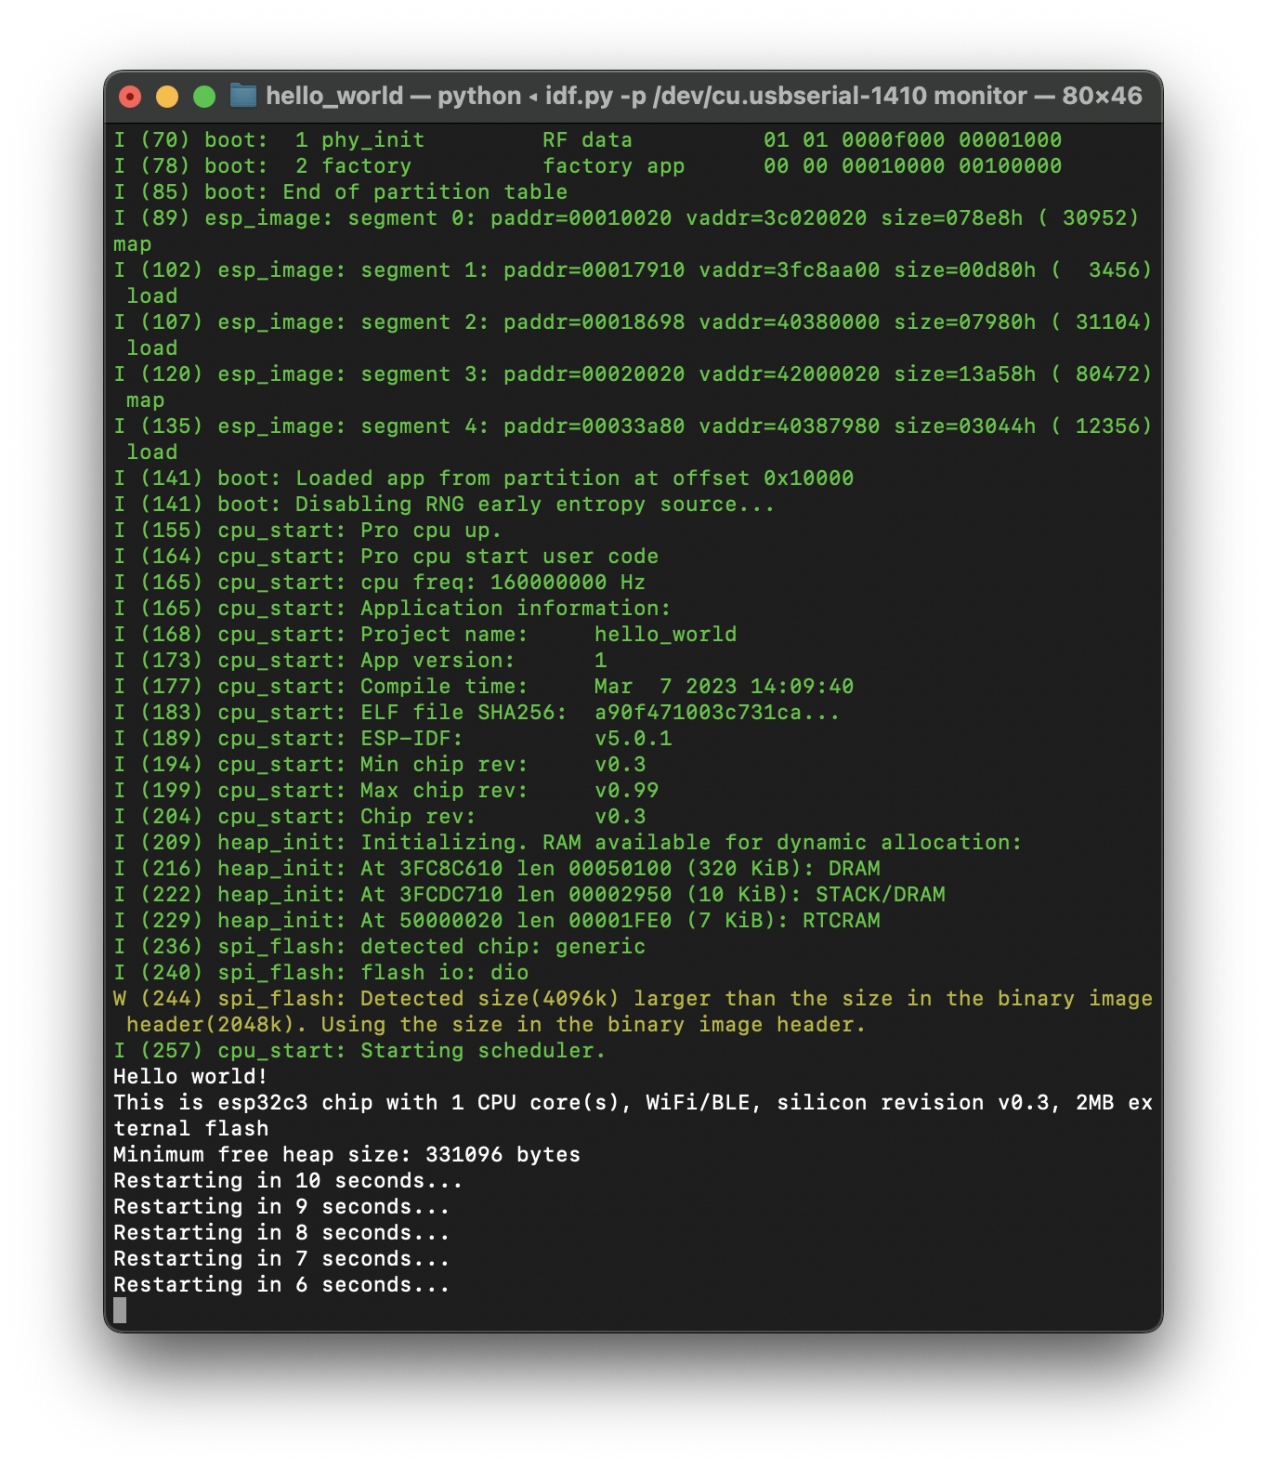 hello_world — python ◂ idf.py -p /dev/cu.usbserial-1410 monitor — 80×46
I (70) boot:  1 phy_init         RF data          01 01 0000f000 00001000
I (78) boot:  2 factory          factory app      00 00 00010000 00100000
I (85) boot: End of partition table
I (89) esp_image: segment 0: paddr=00010020 vaddr=3c020020 size=078e8h ( 30952)
map
I (102) esp_image: segment 1: paddr=00017910 vaddr=3fc8aa00 size=00d80h (  3456)
 load
I (107) esp_image: segment 2: paddr=00018698 vaddr=40380000 size=07980h ( 31104)
 load
I (120) esp_image: segment 3: paddr=00020020 vaddr=42000020 size=13a58h ( 80472)
 map
I (135) esp_image: segment 4: paddr=00033a80 vaddr=40387980 size=03044h ( 12356)
 load
I (141) boot: Loaded app from partition at offset 0x10000
I (141) boot: Disabling RNG early entropy source...
I (155) cpu_start: Pro cpu up.
I (164) cpu_start: Pro cpu start user code
I (165) cpu_start: cpu freq: 160000000 Hz
I (165) cpu_start: Application information:
I (168) cpu_start: Project name:     hello_world
I (173) cpu_start: App version:      1
I (177) cpu_start: Compile time:     Mar  7 2023 14:09:40
I (183) cpu_start: ELF file SHA256:  a90f471003c731ca...
I (189) cpu_start: ESP-IDF:          v5.0.1
I (194) cpu_start: Min chip rev:     v0.3
I (199) cpu_start: Max chip rev:     v0.99
I (204) cpu_start: Chip rev:         v0.3
I (209) heap_init: Initializing. RAM available for dynamic allocation:
I (216) heap_init: At 3FC8C610 len 00050100 (320 KiB): DRAM
I (222) heap_init: At 3FCDC710 len 00002950 (10 KiB): STACK/DRAM
I (229) heap_init: At 50000020 len 00001FE0 (7 KiB): RTCRAM
I (236) spi_flash: detected chip: generic
I (240) spi_flash: flash io: dio
W (244) spi_flash: Detected size(4096k) larger than the size in the binary image
 header(2048k). Using the size in the binary image header.
I (257) cpu_start: Starting scheduler.
Hello world!
This is esp32c3 chip with 1 CPU core(s), WiFi/BLE, silicon revision v0.3, 2MB ex
ternal flash
Minimum free heap size: 331096 bytes
Restarting in 10 seconds...
Restarting in 9 seconds...
Restarting in 8 seconds...
Restarting in 7 seconds...
Restarting in 6 seconds...